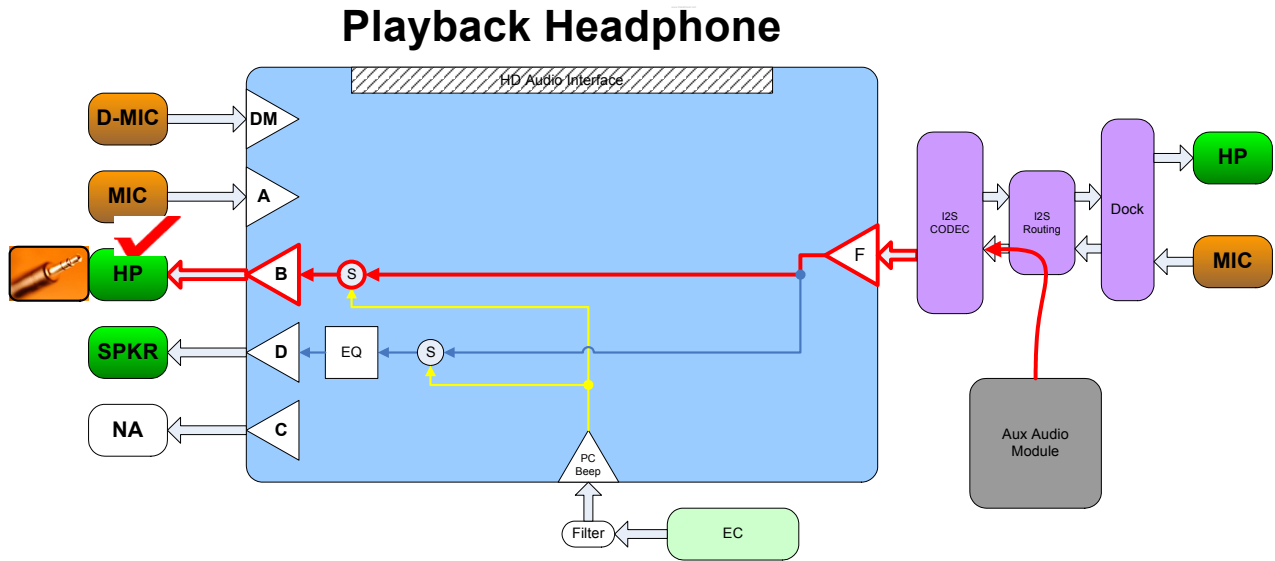 Playback Headphone
HD Audio Interface
D-MIC
DM
MIC
A
HP
B
S
F
I2S
CODEC
I2S
Routing
Dock
HP
MIC
SPKR
D
EQ
S
NA
C
PC
Beep
Aux Audio
Module
Filter
EC